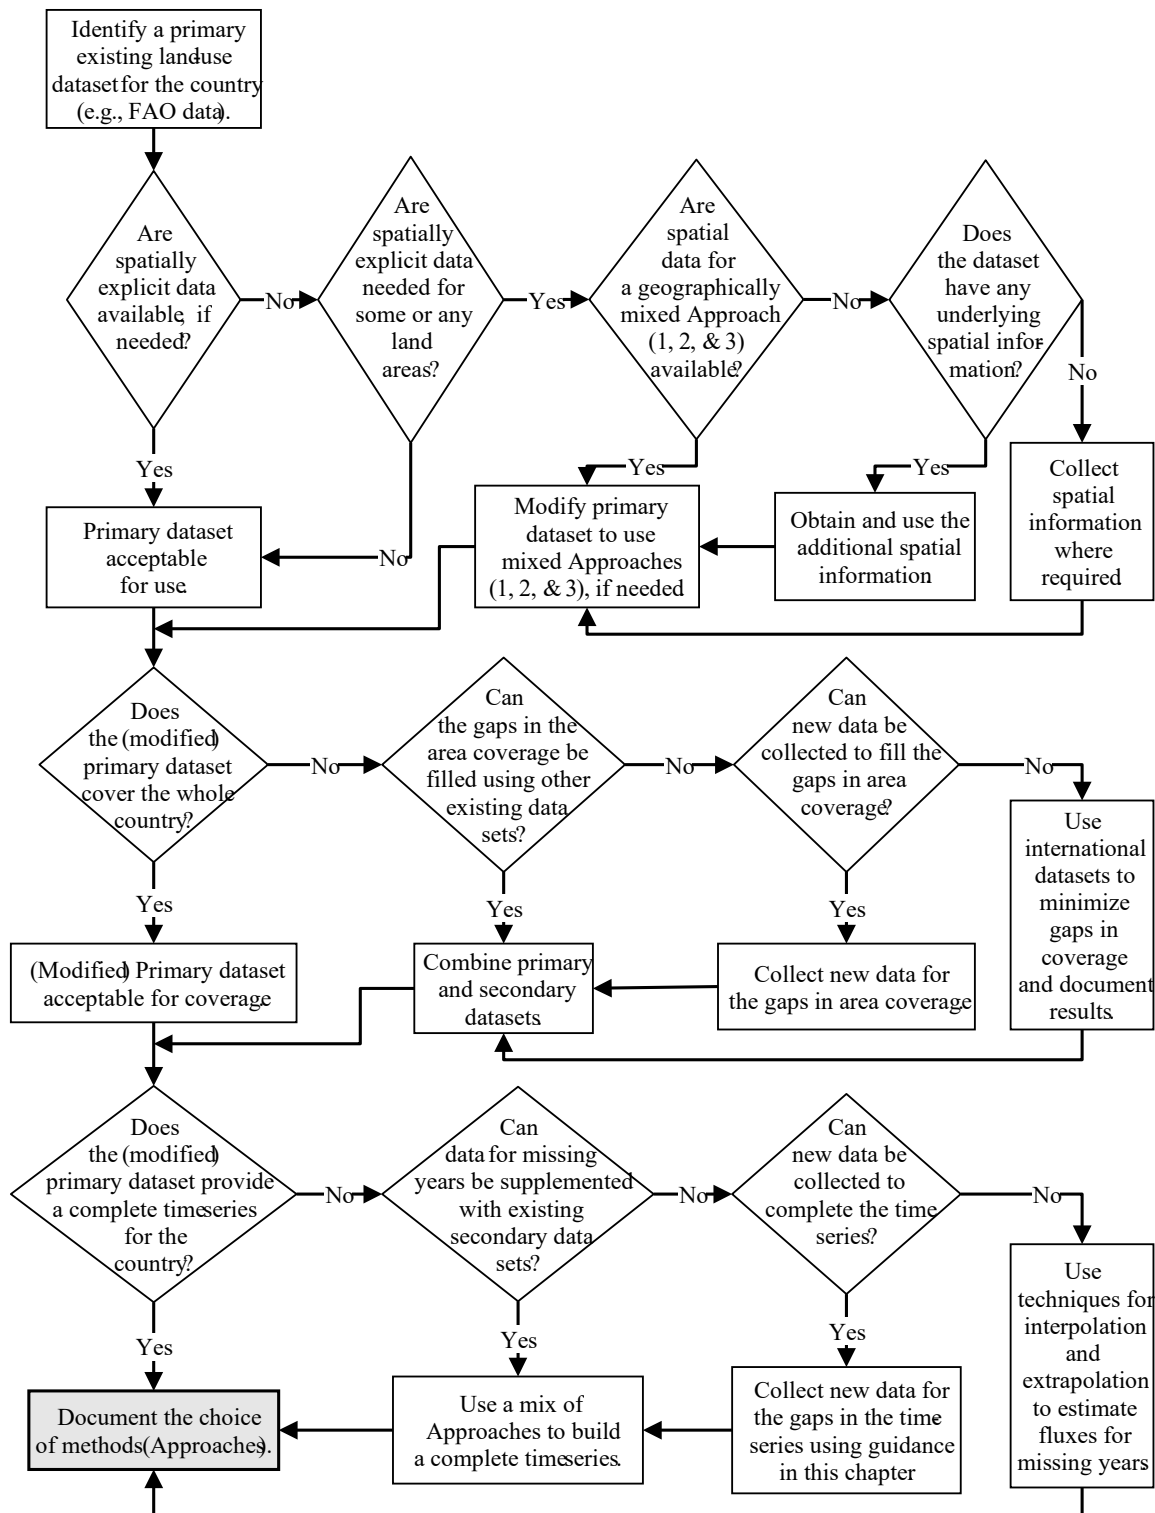 Identify a primary
existing land-use
dataset for the country
(e.g., FAO data).
Are
spatially
explicit data
available, if
needed?
No
Are
spatially
explicit data
needed for
some or any
land
areas?
Yes
Are
spatial
data for
a geographically
mixed Approach
(1, 2, & 3)
available?
No
Does
the dataset
have any
underlying
spatial infor-
mation?
No
Yes
Primary dataset
acceptable
for use.
No
Yes
Modify primary
dataset to use
mixed Approaches
(1, 2, & 3), if needed.
Yes
Obtain and use the
additional spatial
information.
Collect
spatial
information
where
required.
Does
the (modified)
primary dataset
cover the whole
country?
No
Can
the gaps in the
area coverage be
filled using other
existing data
sets?
No
Can
new data be
collected to fill the
gaps in area
coverage?
No
Use
international
datasets to
minimize
gaps in
coverage
and document
results.
Yes
(Modified) Primary dataset
acceptable for coverage.
Yes
Combine primary
and secondary
datasets.
Yes
Collect new data for
the gaps in area coverage.
Does
the (modified)
primary dataset provide
a complete time-series
for the
country?
No
Can
data for missing
years be supplemented
with existing
secondary data
sets?
No
Can
new data be
collected to
complete the time
series?
No
Use
techniques for
interpolation
and
extrapolation
to estimate
fluxes for
missing years.
Yes
Document the choice
of methods (Approaches).
Yes
Use a mix of
Approaches to build
a complete time-series.
Yes
Collect new data for
the gaps in the time-
series using guidance
in this chapter.